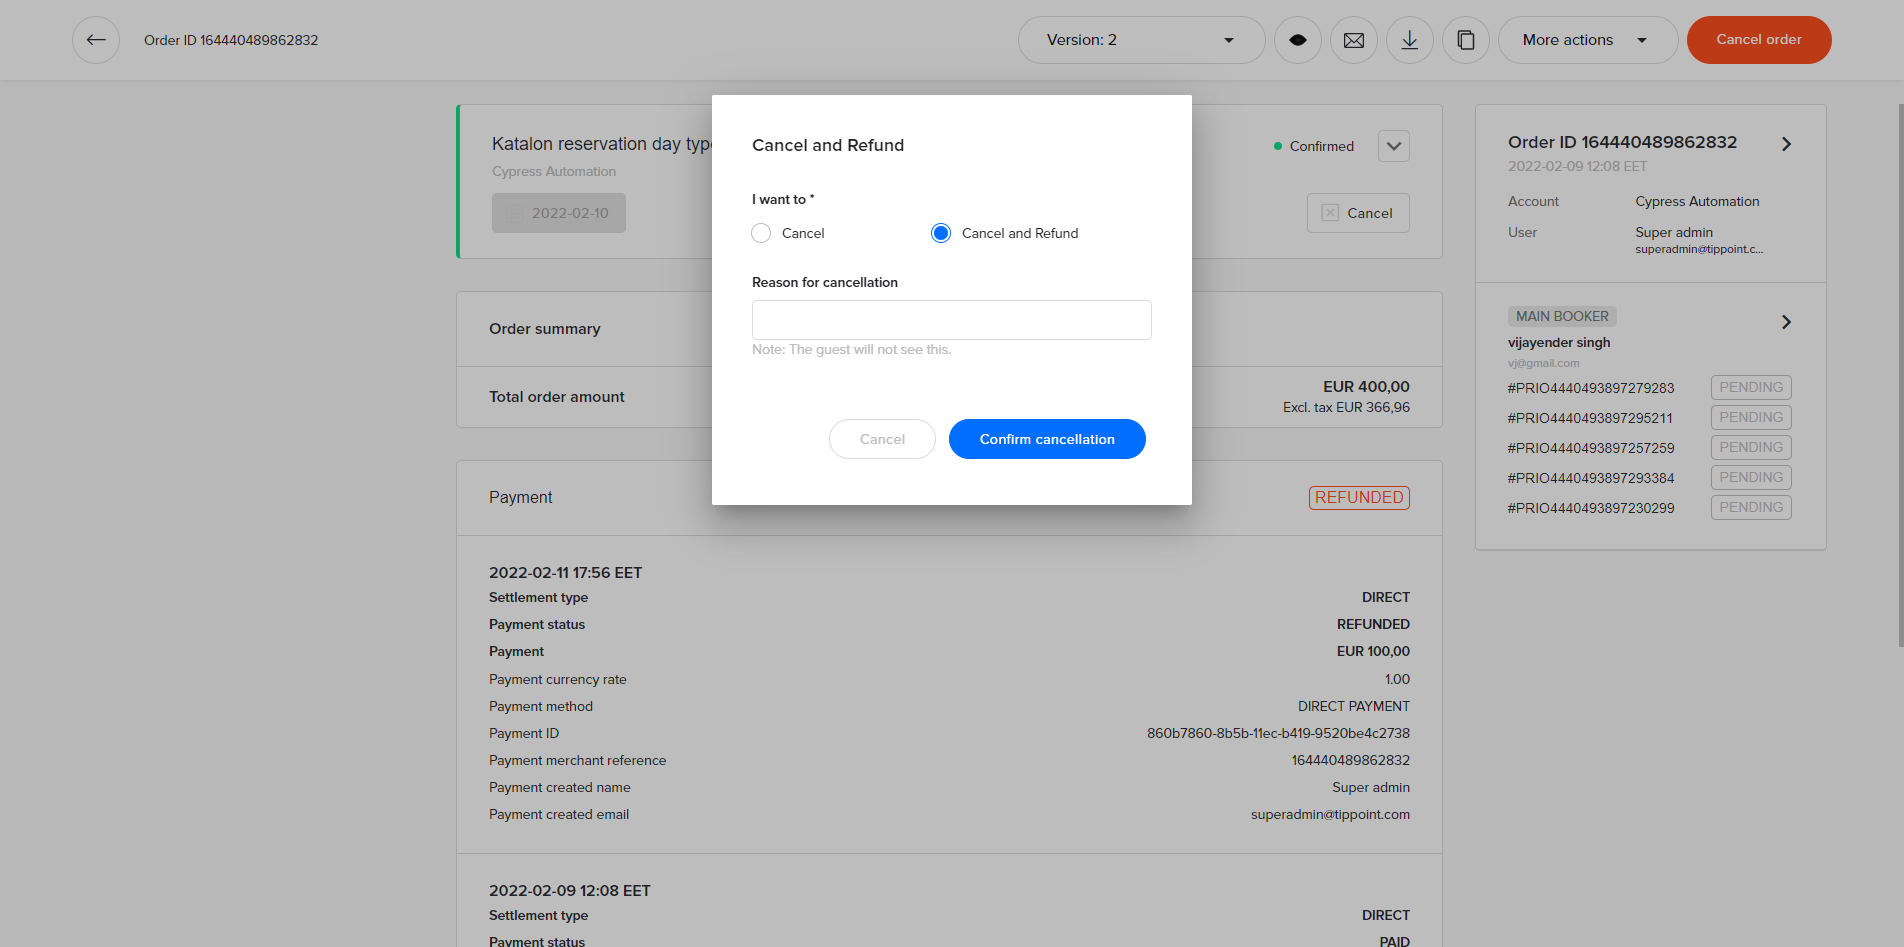 Order ID 164440489862832
Version: 2
More actions
Cancel order
Katalon reservation day typ
Cypress Automation
2022-02-10
Confirmed
Cancel
Order summary
Total order amount
EUR 400,00
Excl. tax EUR 366,96
Cancel and Refund
I want to *
Cancel
Cancel and Refund
Reason for cancellation
Note: The guest will not see this.
Cancel
Confirm cancellation
Payment
REFUNDED
2022-02-11 17:56 EET
Settlement type DIRECT
Payment status REFUNDED
Payment EUR 100,00
Payment currency rate 1.00
Payment method DIRECT PAYMENT
Payment ID 860b7860-8b5b-11ec-b419-9520be4c2738
Payment merchant reference 164440489862832
Payment created name Super admin
Payment created email superadmin@tippoint.com
2022-02-09 12:08 EET
Settlement type DIRECT
Payment status PAID
Order ID 164440489862832
2022-02-09 12:08 EET
Account Cypress Automation
User Super admin
superadmin@tippoint.c...
MAIN BOOKER
vijayender singh
vj@gmail.com
#PRIO4440493897279283 PENDING
#PRIO4440493897295211 PENDING
#PRIO4440493897257259 PENDING
#PRIO4440493897293384 PENDING
#PRIO4440493897230299 PENDING